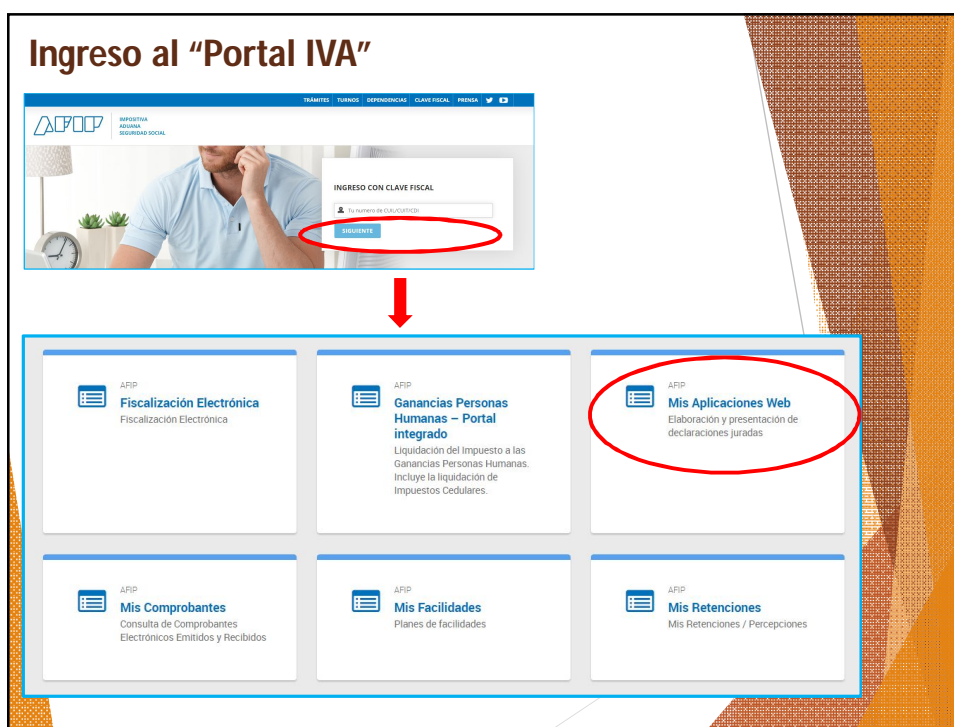 Ingreso al “Portal IVA”
TRÁMITES TURNOS DEPENDENCIAS CLAVE FISCAL PRENSA
AFIP
IMPOSITIVA
ADUANA
SEGURIDAD SOCIAL
INGRESO CON CLAVE FISCAL
Tu numero de CUIL/CUIT/CDI
SIGUIENTE
AFIP
Fiscalización Electrónica
Fiscalización Electrónica
AFIP
Ganancias Personas
Humanas – Portal
integrado
Liquidación del Impuesto a las
Ganancias Personas Humanas.
Incluye la liquidación de
Impuestos Cedulares.
AFIP
Mis Aplicaciones Web
Elaboración y presentación de
declaraciones juradas
AFIP
Mis Comprobantes
Consulta de Comprobantes
Electrónicos Emitidos y Recibidos
AFIP
Mis Facilidades
Planes de facilidades
AFIP
Mis Retenciones
Mis Retenciones / Percepciones